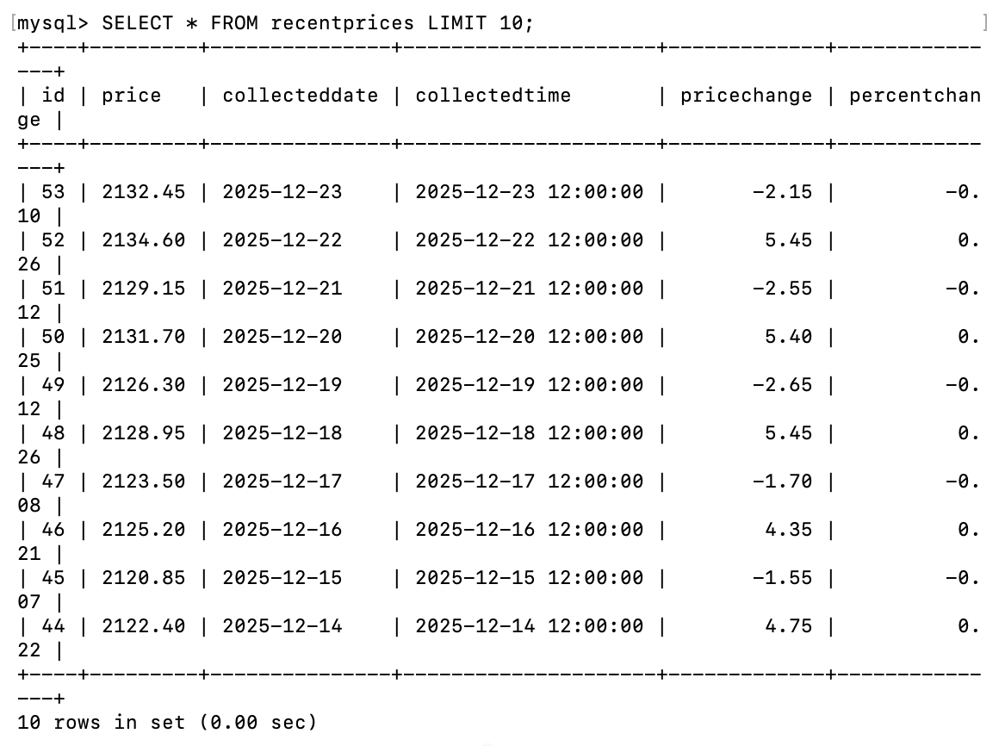 [mysql> SELECT * FROM recentprices LIMIT 10; ]
+----+---------+---------------+---------------------+-------------+------------
---+
| id | price   | collecteddate | collectedtime       | pricechange | percentchan
ge |
+----+---------+---------------+---------------------+-------------+------------
---+
| 53 | 2132.45 | 2025-12-23    | 2025-12-23 12:00:00 |       -2.15 |         -0.
10 |
| 52 | 2134.60 | 2025-12-22    | 2025-12-22 12:00:00 |        5.45 |          0.
26 |
| 51 | 2129.15 | 2025-12-21    | 2025-12-21 12:00:00 |       -2.55 |         -0.
12 |
| 50 | 2131.70 | 2025-12-20    | 2025-12-20 12:00:00 |        5.40 |          0.
25 |
| 49 | 2126.30 | 2025-12-19    | 2025-12-19 12:00:00 |       -2.65 |         -0.
12 |
| 48 | 2128.95 | 2025-12-18    | 2025-12-18 12:00:00 |        5.45 |          0.
26 |
| 47 | 2123.50 | 2025-12-17    | 2025-12-17 12:00:00 |       -1.70 |         -0.
08 |
| 46 | 2125.20 | 2025-12-16    | 2025-12-16 12:00:00 |        4.35 |          0.
21 |
| 45 | 2120.85 | 2025-12-15    | 2025-12-15 12:00:00 |       -1.55 |         -0.
07 |
| 44 | 2122.40 | 2025-12-14    | 2025-12-14 12:00:00 |        4.75 |          0.
22 |
+----+---------+---------------+---------------------+-------------+------------
---+
10 rows in set (0.00 sec)